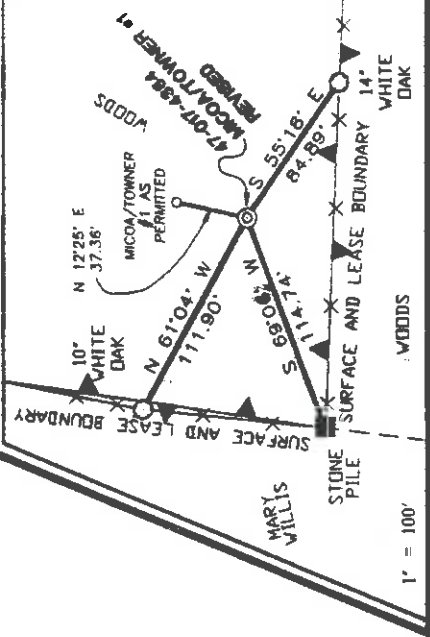 MICOA/TOWNER #1
47-017-4384
REVISED
WOODS
N 12°25' E
37.36'
MICOA/TOWNER
#1 AS
PERMITTED
S 55°18' E
84.89'
14"
WHITE
OAK
10"
WHITE
OAK
N 61°04' W
111.90'
114.74'
SURFACE AND LEASE BOUNDARY
SURFACE AND LEASE BOUNDARY
MARY
WILLIS
STONE
PILE
WOODS
1" = 100'